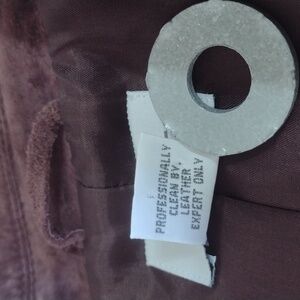 PROFESSIONALLY
CLEAN BY.
LEATHER
EXPERT ONLY